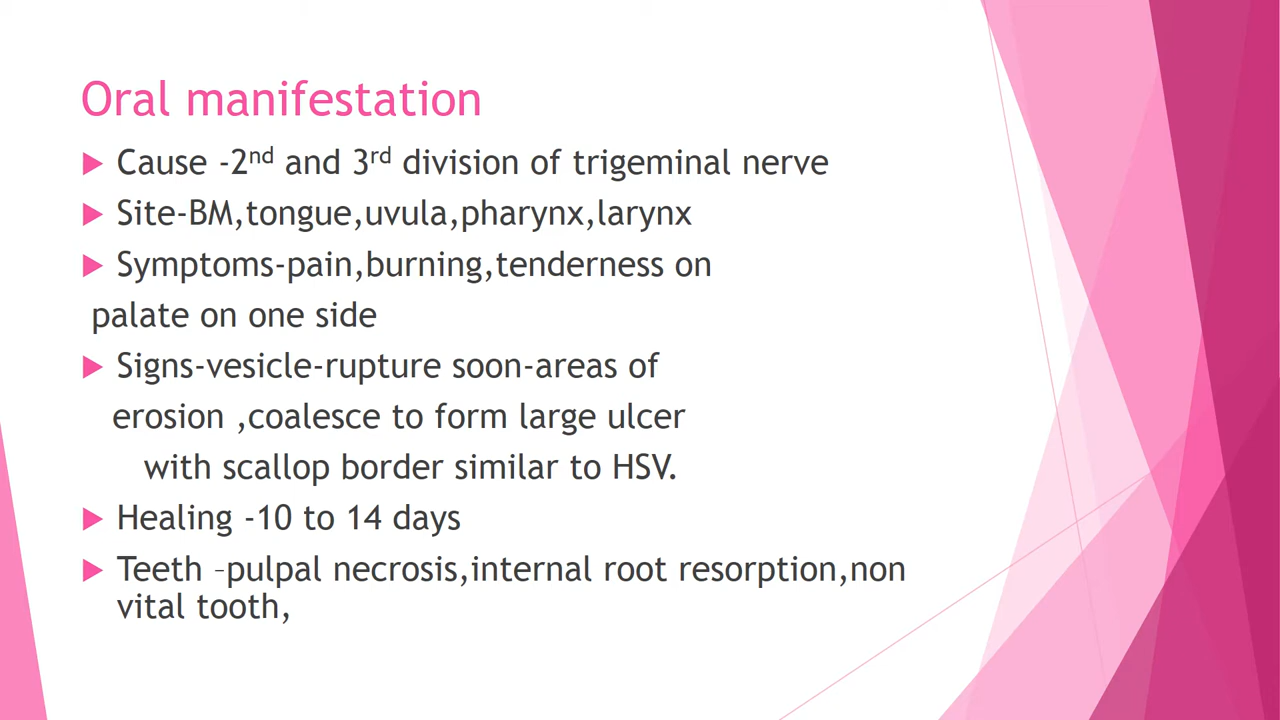 Oral manifestation
Cause -2nd and 3rd division of trigeminal nerve
Site-BM,tongue,uvula,pharynx,larynx
Symptoms-pain,burning,tenderness on
palate on one side
Signs-vesicle-rupture soon-areas of
erosion ,coalesce to form large ulcer
with scallop border similar to HSV.
Healing -10 to 14 days
Teeth –pulpal necrosis,internal root resorption,non
vital tooth,